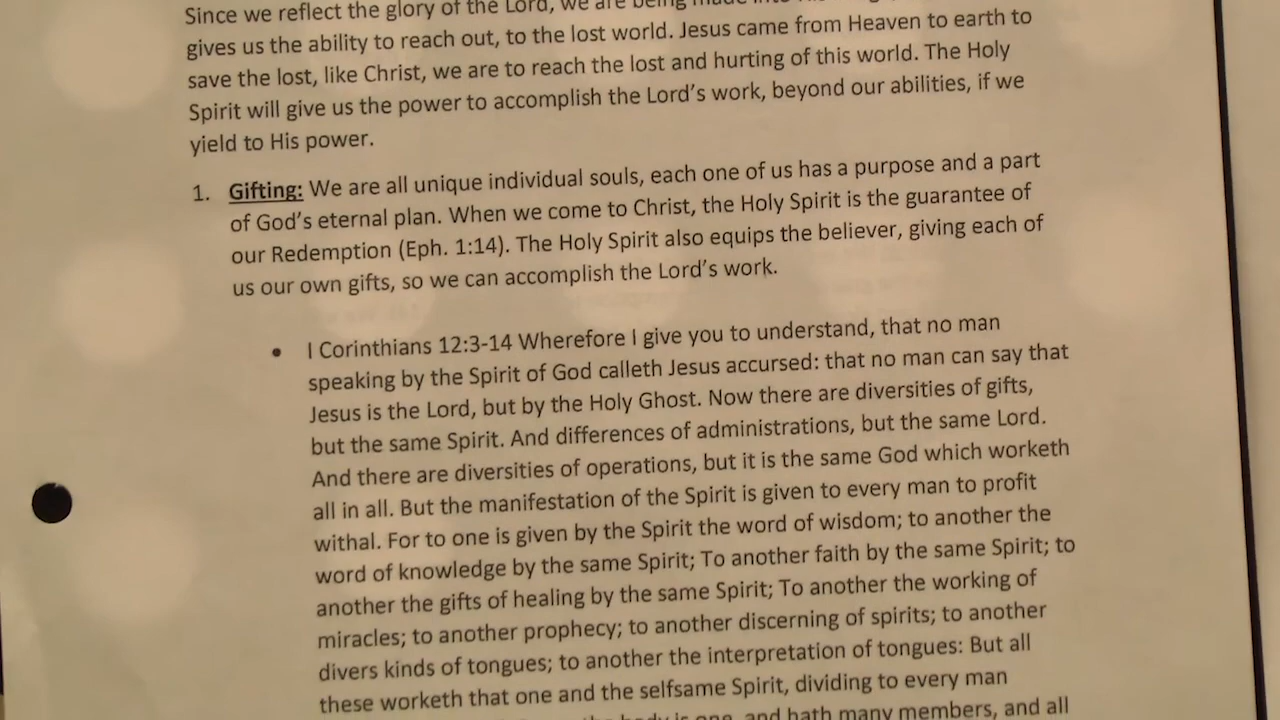 Since we reflect the glory of the Lord, we are being made into His
gives us the ability to reach out, to the lost world. Jesus came from Heaven to earth to
save the lost, like Christ, we are to reach the lost and hurting of this world. The Holy
Spirit will give us the power to accomplish the Lord's work, beyond our abilities, if we
yield to His power.
1. Gifting: We are all unique individual souls, each one of us has a purpose and a part
of God's eternal plan. When we come to Christ, the Holy Spirit is the guarantee of
our Redemption (Eph. 1:14). The Holy Spirit also equips the believer, giving each of
us our own gifts, so we can accomplish the Lord's work.
• I Corinthians 12:3-14 Wherefore I give you to understand, that no man
speaking by the Spirit of God calleth Jesus accursed: that no man can say that
Jesus is the Lord, but by the Holy Ghost. Now there are diversities of gifts,
but the same Spirit. And differences of administrations, but the same Lord.
And there are diversities of operations, but it is the same God which worketh
all in all. But the manifestation of the Spirit is given to every man to profit
withal. For to one is given by the Spirit the word of wisdom; to another the
word of knowledge by the same Spirit; To another faith by the same Spirit; to
another the gifts of healing by the same Spirit; To another the working of
miracles; to another prophecy; to another discerning of spirits; to another
divers kinds of tongues; to another the interpretation of tongues: But all
these worketh that one and the selfsame Spirit, dividing to every man
the body is one, and hath many members, and all